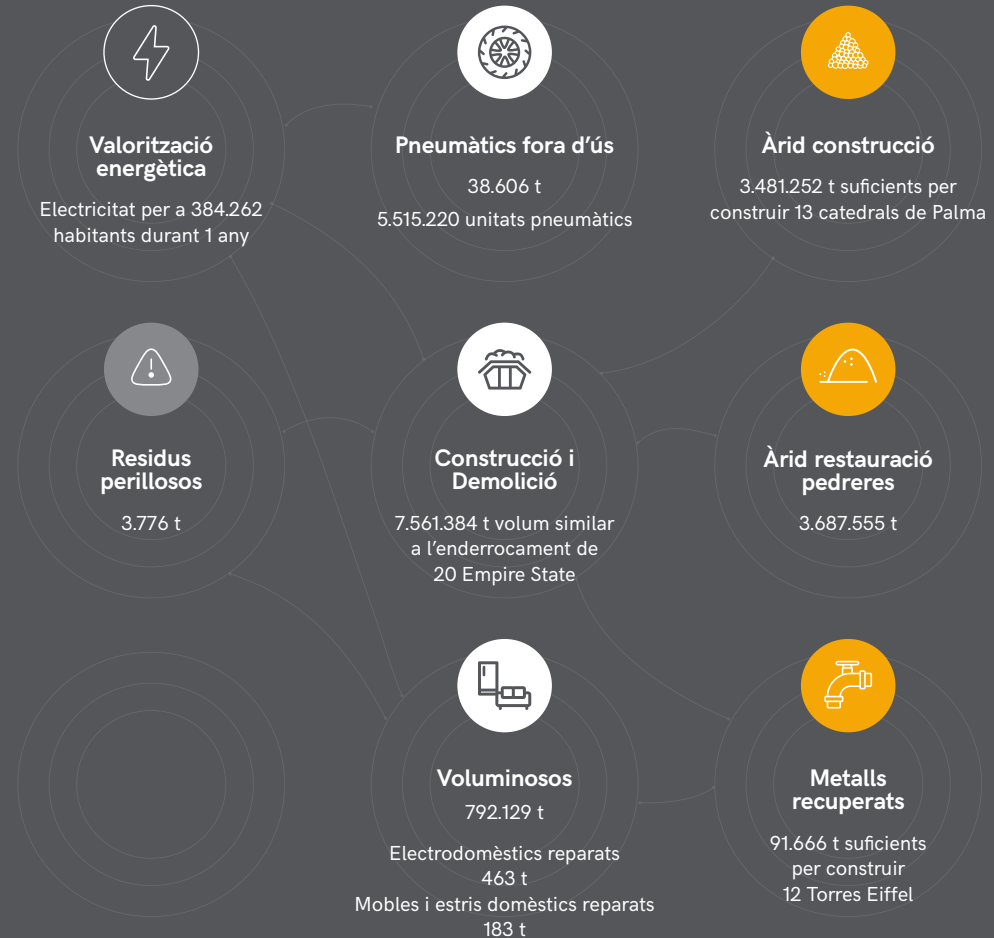 Valorització
energètica
Electricitat per a 384.262
habitants durant 1 any
Pneumàtics fora d’ús
38.606 t
5.515.220 unitats pneumàtics
Àrid construcció
3.481.252 t suficients per
construir 13 catedrals de Palma
Residus
perillosos
3.776 t
Construcció i
Demolició
7.561.384 t volum similar
a l’enderrocament de
20 Empire State
Àrid restauració
pedreres
3.687.555 t
Voluminosos
792.129 t
Electrodomèstics reparats
463 t
Mobles i estris domèstics reparats
183 t
Metalls
recuperats
91.666 t suficients
per construir
12 Torres Eiffel